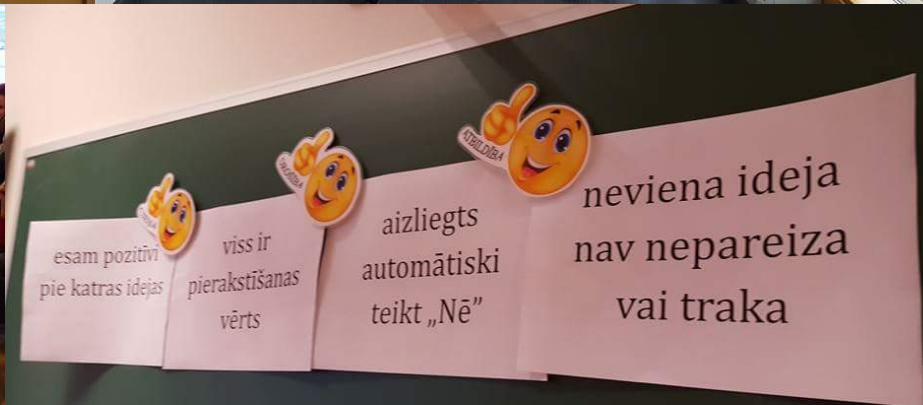 esam pozitīvi
pie katras idejas
viss ir
pierakstīšanas
vērts
aizliegts
automātiski
teikt „Nē”
neviena ideja
nav nepareiza
vai traka
DROŠĪBA
ATBILDĪBA